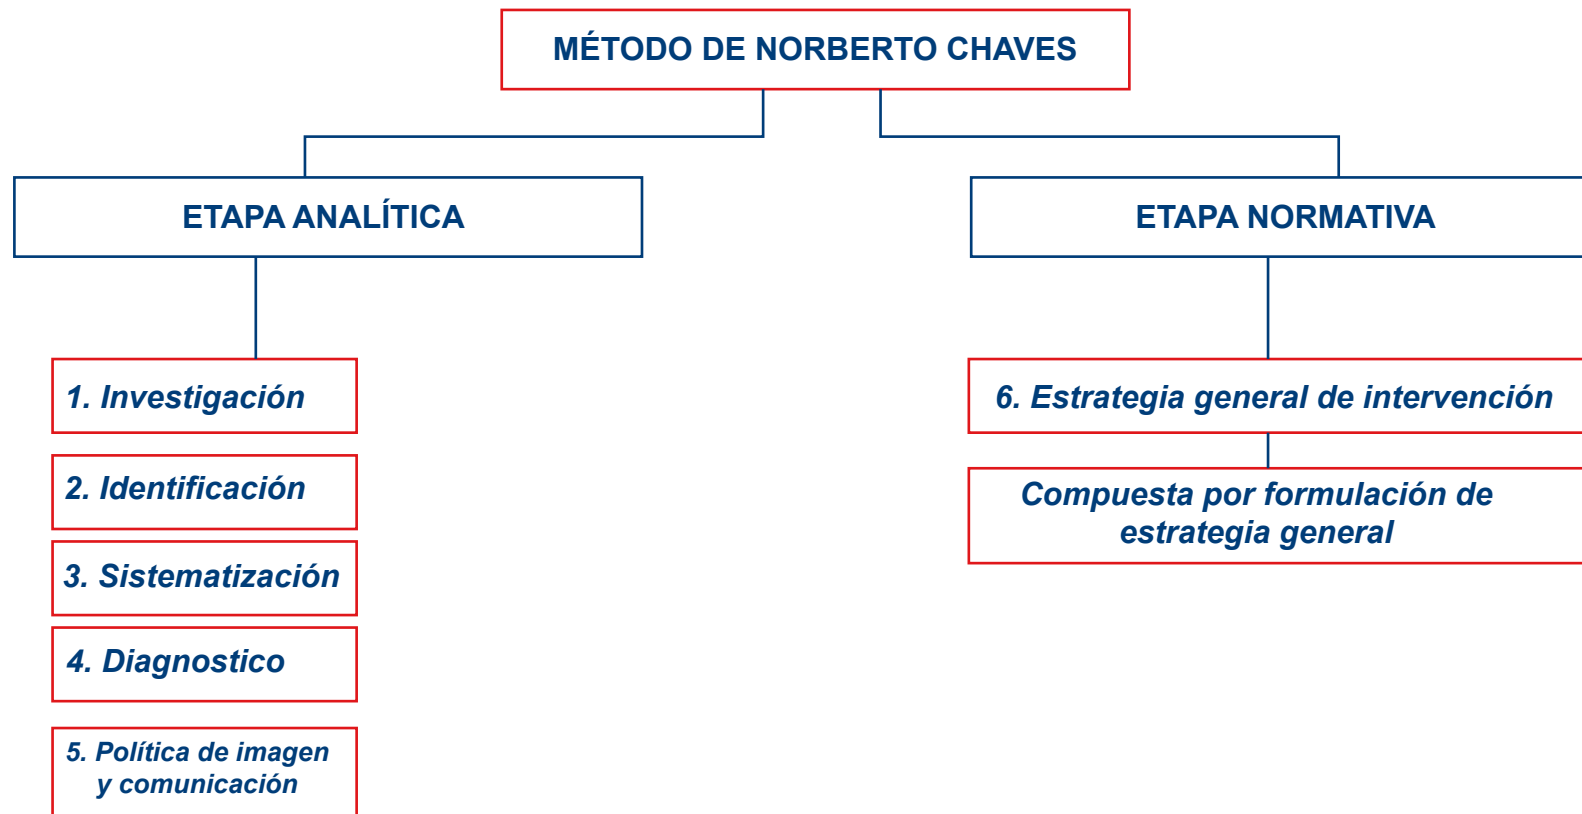 MÉTODO DE NORBERTO CHAVES
ETAPA ANALÍTICA
1. Investigación
2. Identificación
3. Sistematización
4. Diagnostico
5. Política de imagen
y comunicación
ETAPA NORMATIVA
6. Estrategia general de intervención
Compuesta por formulación de
estrategia general